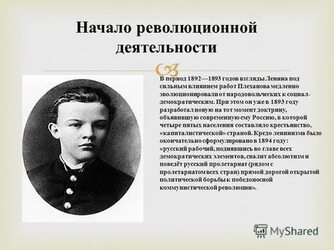 Начало революционной
деятельности
В период 1892—1893 годов взгляды Ленина под
сильным влиянием работ Плеханова медленно
эволюционировали от народовольческих к социал-
демократическим. При этом уже в 1893 году
разработал новую на тот момент доктрину,
объявившую современную ему Россию, в которой
четыре пятых населения составляло крестьянство,
«капиталистической» страной. Кредо ленинизма было
окончательно сформулировано в 1894 году:
«русский рабочий, поднявшись во главе всех
демократических элементов, свалит абсолютизм и
поведёт русский пролетариат (рядом с
пролетариатом всех стран) прямой дорогой открытой
политической борьбы к победоносной
коммунистической революции».
MyShared